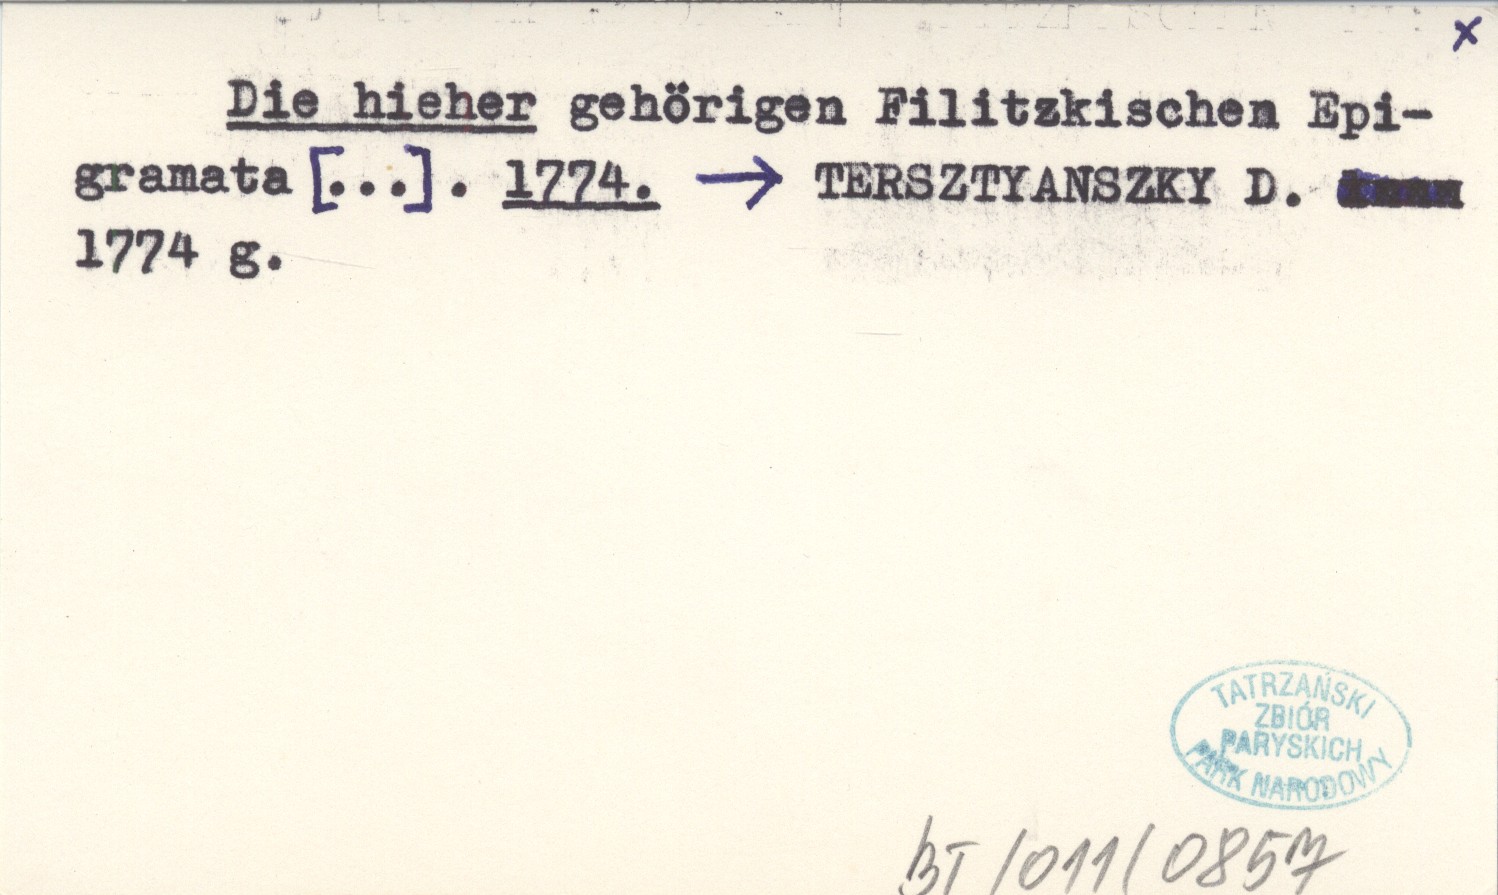 x
Die hieher gehörigen Filitzkischen Epi-
gramata [...]. 1774. → TERSZTYANSZKY D.
1774 g.
TATRZAŃSKI
ZBIÓR
PARYSKICH
PARK NARODOWY
BT/011/0857